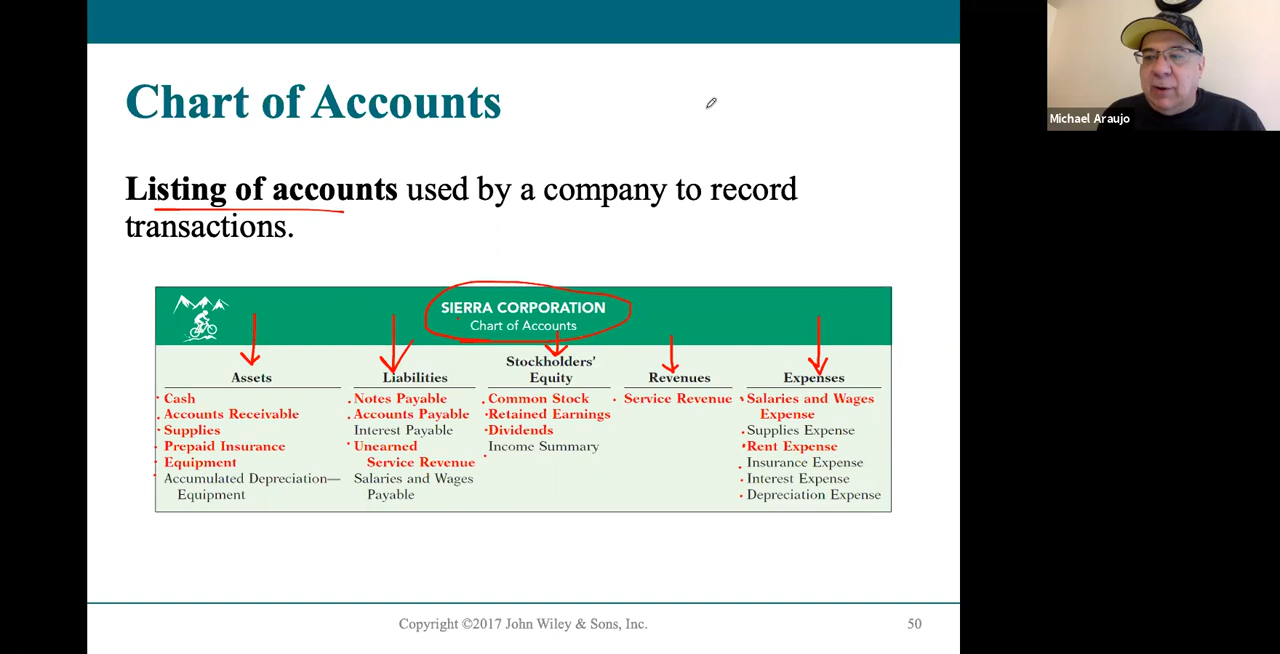 Chart of Accounts
Michael Araujo
Listing of accounts used by a company to record
transactions.
SIERRA CORPORATION
Chart of Accounts
Assets
Cash
Accounts Receivable
Supplies
Prepaid Insurance
Equipment
Accumulated Depreciation—
Equipment
Liabilities
Notes Payable
Accounts Payable
Interest Payable
Unearned
Service Revenue
Salaries and Wages
Payable
Stockholders'
Equity
Common Stock
Retained Earnings
Dividends
Income Summary
Revenues
Service Revenue
Expenses
Salaries and Wages
Expense
Supplies Expense
Rent Expense
Insurance Expense
Interest Expense
Depreciation Expense
Copyright ©2017 John Wiley & Sons, Inc.
50